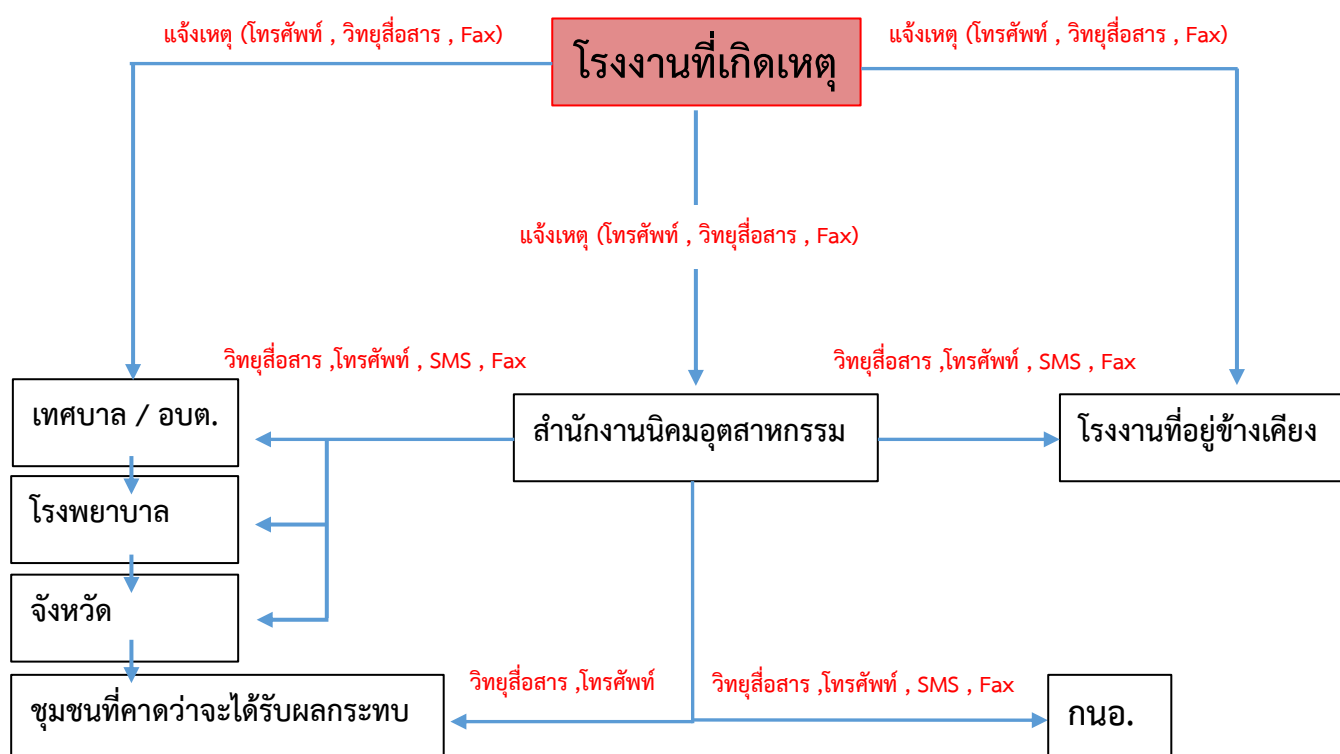 แจ้งเหตุ (โทรศัพท์ , วิทยุสื่อสาร , Fax)
โรงงานที่เกิดเหตุ
แจ้งเหตุ (โทรศัพท์ , วิทยุสื่อสาร , Fax)
แจ้งเหตุ (โทรศัพท์ , วิทยุสื่อสาร , Fax)
วิทยุสื่อสาร ,โทรศัพท์ , SMS , Fax
วิทยุสื่อสาร ,โทรศัพท์ , SMS , Fax
เทศบาล / อบต.
สำนักงานนิคมอุตสาหกรรม
โรงงานที่อยู่ข้างเคียง
โรงพยาบาล
จังหวัด
วิทยุสื่อสาร ,โทรศัพท์
วิทยุสื่อสาร ,โทรศัพท์ , SMS , Fax
ชุมชนที่คาดว่าจะได้รับผลกระทบ
กนอ.